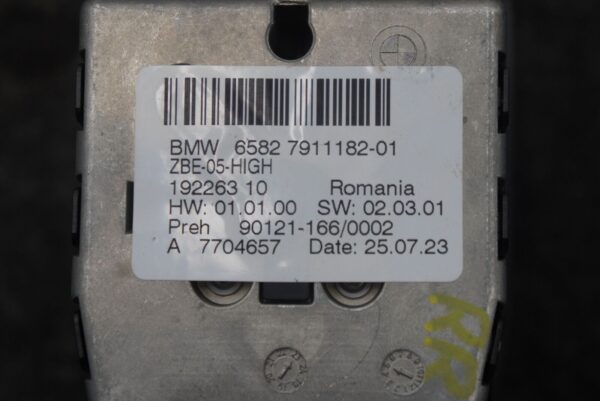 BMW 6582 7911182-01
ZBE-05-HIGH
192263 10 Romania
HW: 01.01.00 SW: 02.03.01
Preh 90121-166/0002
A 7704657 Date: 25.07.23
RR